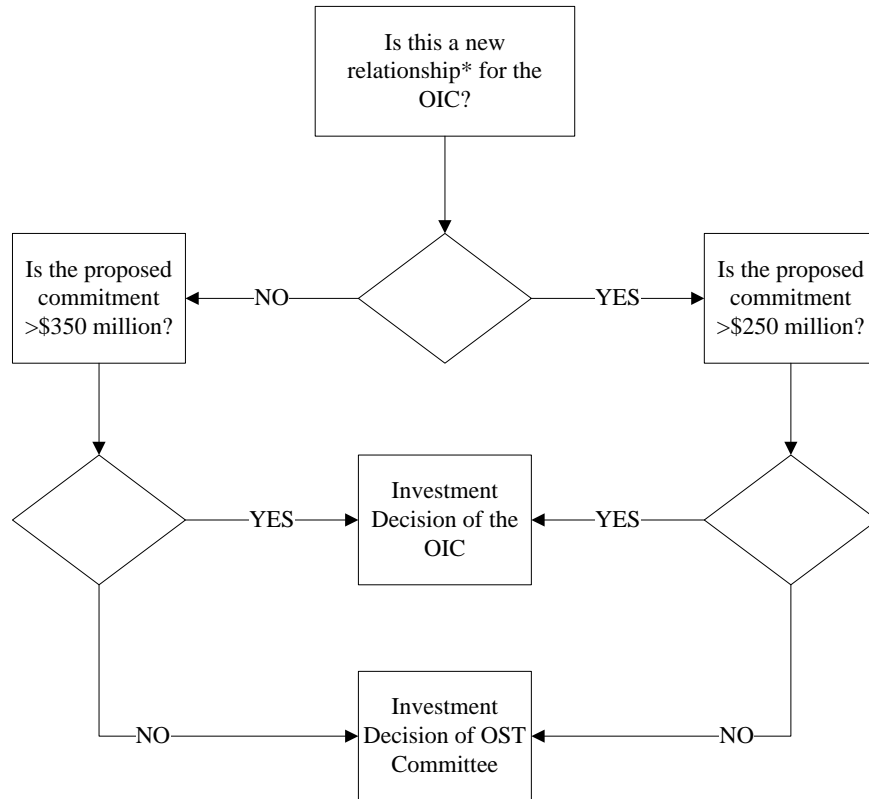 Is this a new
relationship* for the
OIC?
Is the proposed
commitment
>$350 million?
NO
YES
Is the proposed
commitment
>$250 million?
YES
Investment
Decision of the
OIC
YES
NO
Investment
Decision of OST
Committee
NO